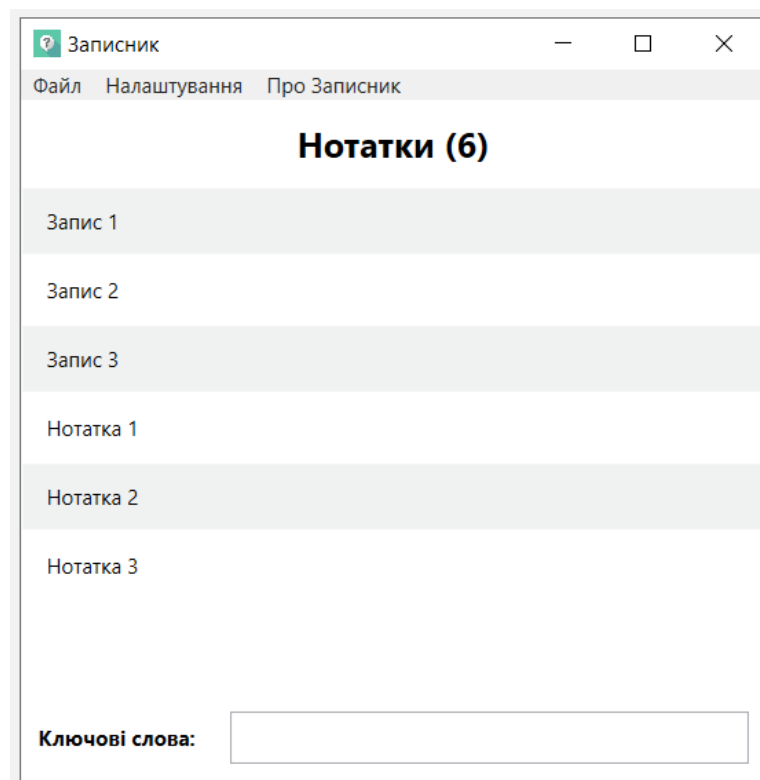 Записник
Файл Налаштування Про Записник
Нотатки (6)
Запис 1
Запис 2
Запис 3
Нотатка 1
Нотатка 2
Нотатка 3
Ключові слова: